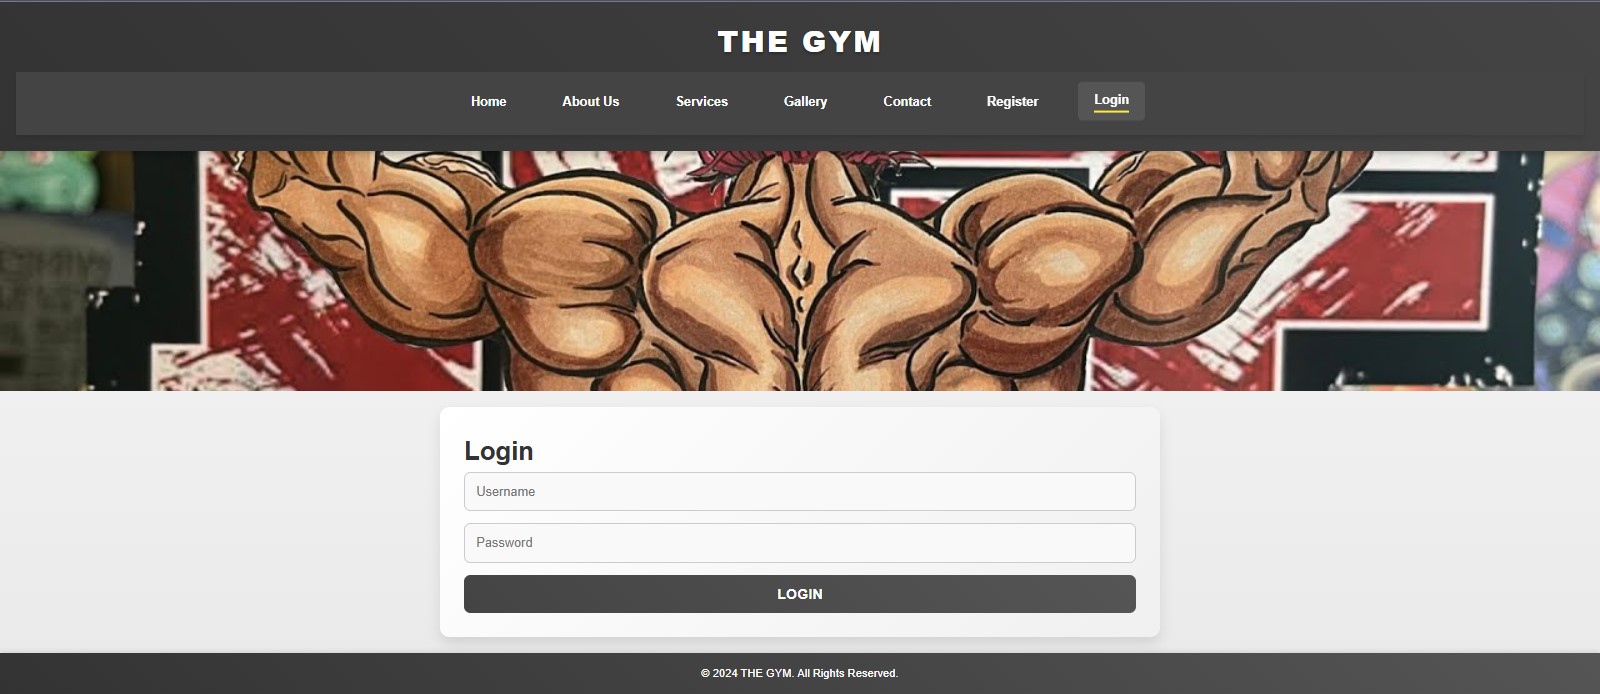 THE GYM
Home About Us Services Gallery Contact Register Login
Login
Username
Password
LOGIN
© 2024 THE GYM. All Rights Reserved.